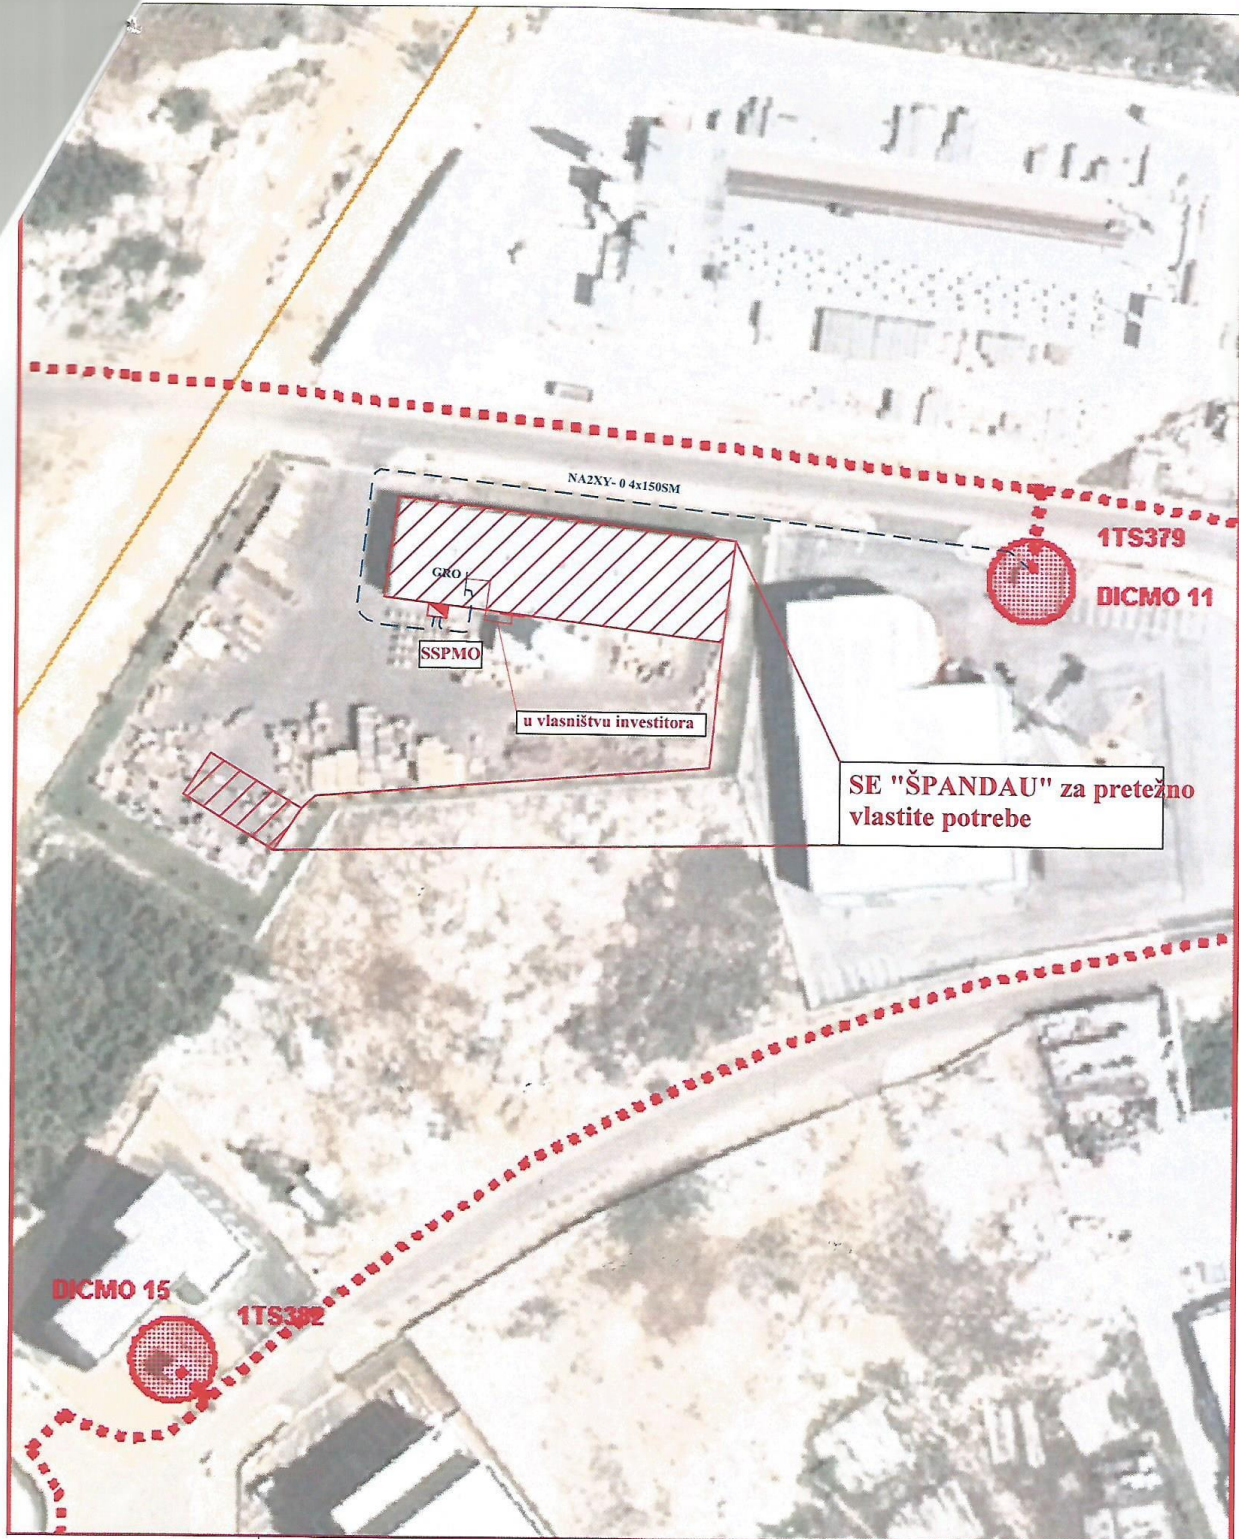 NA2XY- 0 4x150SM
1TS379
DICMO 11
GRO
SSPMO
u vlasništvu investitora
SE "ŠPANDAU" za pretežno
vlastite potrebe
DICMO 15
1TS382